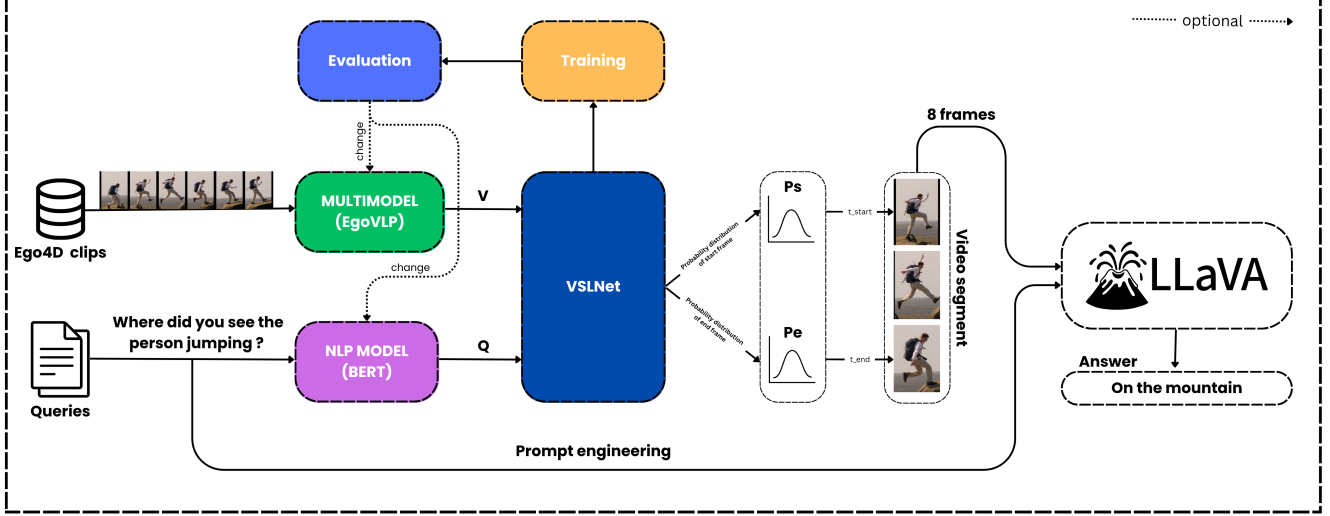 optional
Evaluation
Training
8 frames
change
MULTIMODEL
(EgoVLP)
V
Ego4D clips
Ps
Probability distribution
of start frame
t_start
Video segment
LLaVA
change
VSLNet
Where did you see the
person jumping ?
NLP MODEL
(BERT)
Q
Probability distribution
of end frame
Pe
t_end
Answer
On the mountain
Queries
Prompt engineering